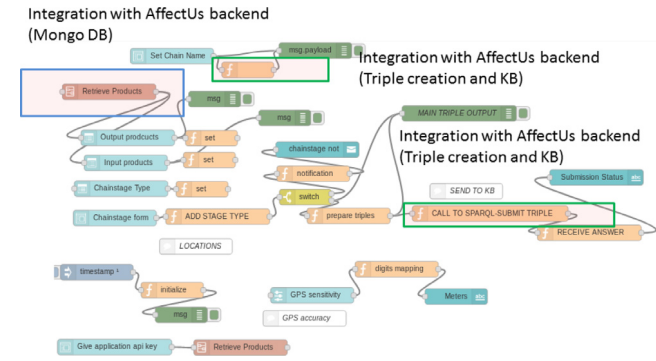 Integration with AffectUs backend
(Mongo DB)
Set Chain Name
msg.payload
f
Integration with AffectUs backend
(Triple creation and KB)
Retrieve Products
msg
msg
MAIN TRIPLE OUTPUT
Integration with AffectUs backend
(Triple creation and KB)
Output prodcucts
f set
chainstage not
Input products
f set
f notification
Submission Status abc
Chainstage Type
f set
switch
SEND TO KB
Chainstage form
f ADD STAGE TYPE
f prepare triples
f CALL TO SPARQL-SUBMIT TRIPLE
f RECEIVE ANSWER
LOCATIONS
timestamp ¹
f digits mapping
f initialize
GPS sensitivity
Meters abc
msg
GPS accuracy
Give application api key
Retrieve Products